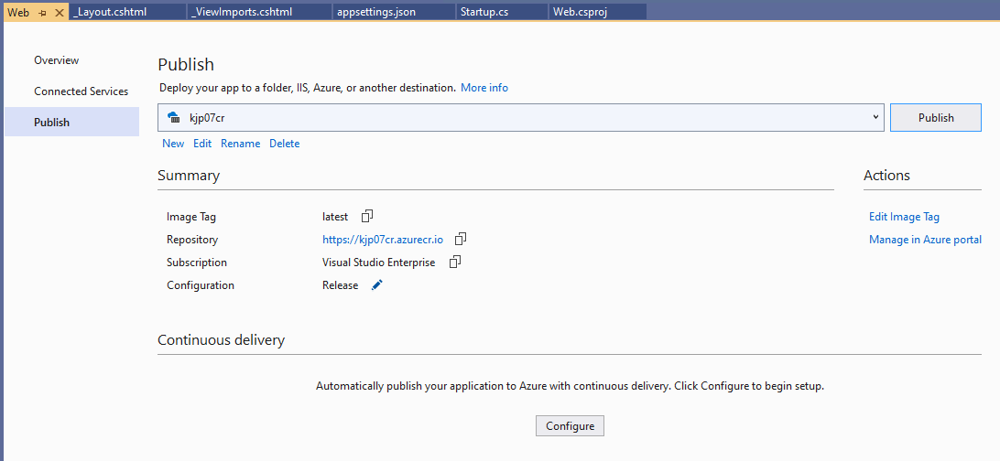 Web _Layout.cshtml _ViewImports.cshtml appsettings.json Startup.cs Web.csproj
Overview
Connected Services
Publish
Publish
Deploy your app to a folder, IIS, Azure, or another destination. More info
kjp07cr
Publish
New Edit Rename Delete
Summary
Image Tag latest
Repository https://kjp07cr.azurecr.io
Subscription Visual Studio Enterprise
Configuration Release
Actions
Edit Image Tag
Manage in Azure portal
Continuous delivery
Automatically publish your application to Azure with continuous delivery. Click Configure to begin setup.
Configure